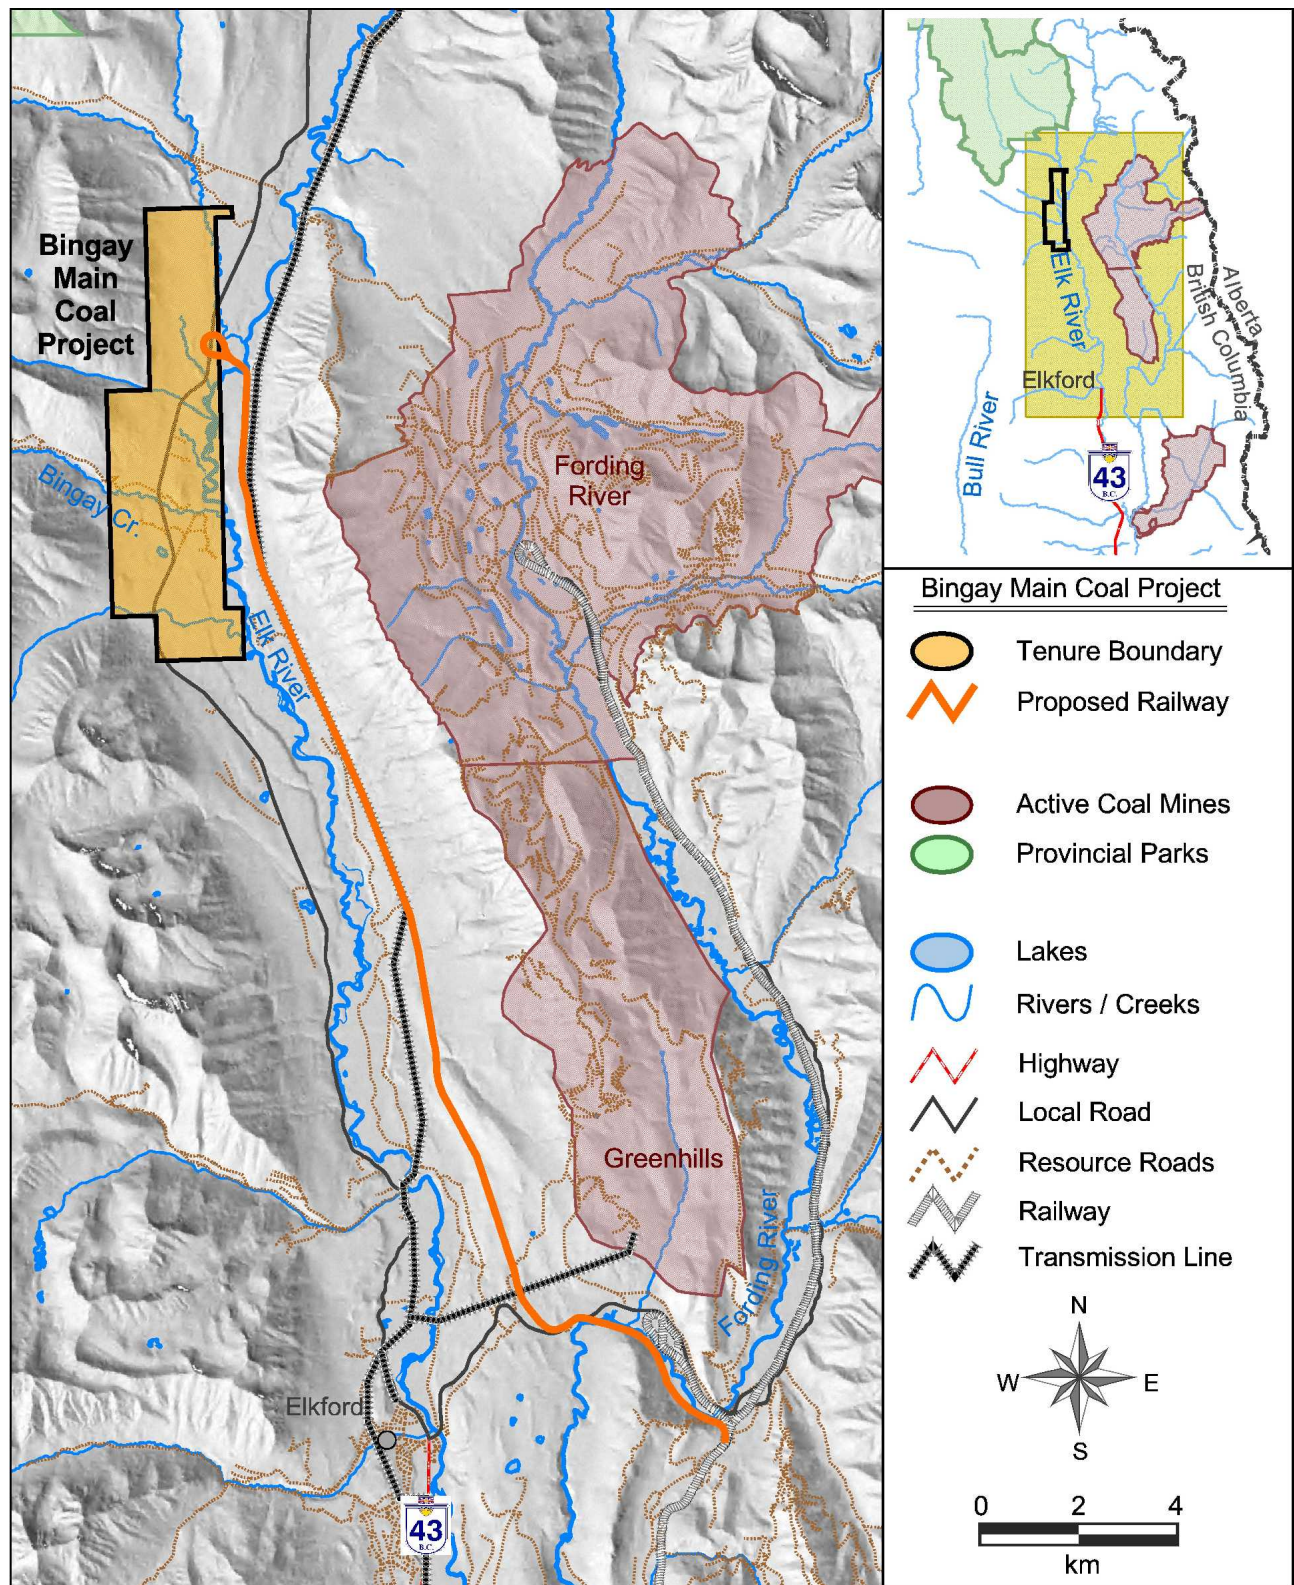 Bingay
Main
Coal
Project
Bingay Cr.
Elk River
Fording
River
Greenhills
Fording River
Elkford
43
B.C.
Elk River
Elkford
Bull River
Alberta
British Columbia
43
B.C.
Bingay Main Coal Project
Tenure Boundary
Proposed Railway
Active Coal Mines
Provincial Parks
Lakes
Rivers / Creeks
Highway
Local Road
Resource Roads
Railway
Transmission Line
N
W E
S
0 2 4
km